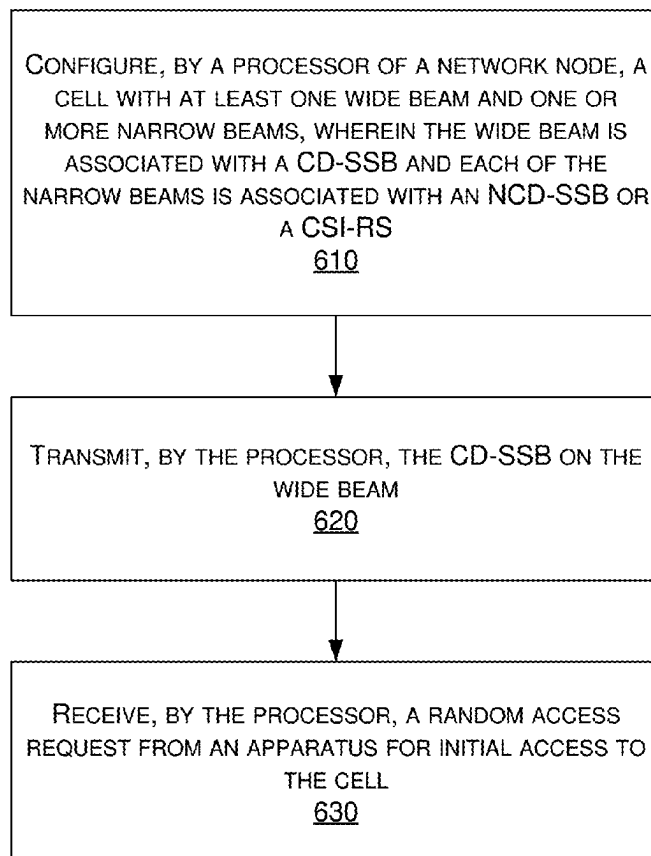 CONFIGURE, BY A PROCESSOR OF A NETWORK NODE, A
CELL WITH AT LEAST ONE WIDE BEAM AND ONE OR
MORE NARROW BEAMS, WHEREIN THE WIDE BEAM IS
ASSOCIATED WITH A CD-SSB AND EACH OF THE
NARROW BEAMS IS ASSOCIATED WITH AN NCD-SSB OR
A CSI-RS
610
TRANSMIT, BY THE PROCESSOR, THE CD-SSB ON THE
WIDE BEAM
620
RECEIVE, BY THE PROCESSOR, A RANDOM ACCESS
REQUEST FROM AN APPARATUS FOR INITIAL ACCESS TO
THE CELL
630